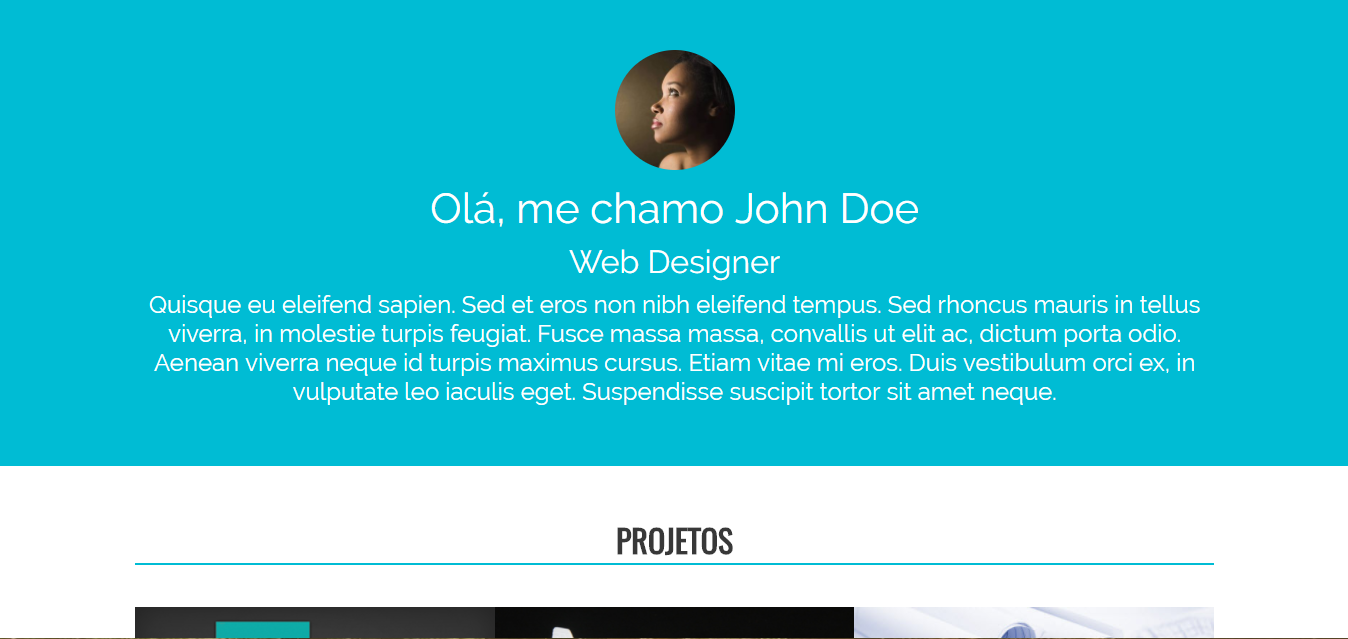 Olá, me chamo John Doe
Web Designer
Quisque eu eleifend sapien. Sed et eros non nibh eleifend tempus. Sed rhoncus mauris in tellus
viverra, in molestie turpis feugiat. Fusce massa massa, convallis ut elit ac, dictum porta odio.
Aenean viverra neque id turpis maximus cursus. Etiam vitae mi eros. Duis vestibulum orci ex, in
vulputate leo iaculis eget. Suspendisse suscipit tortor sit amet neque.
PROJETOS